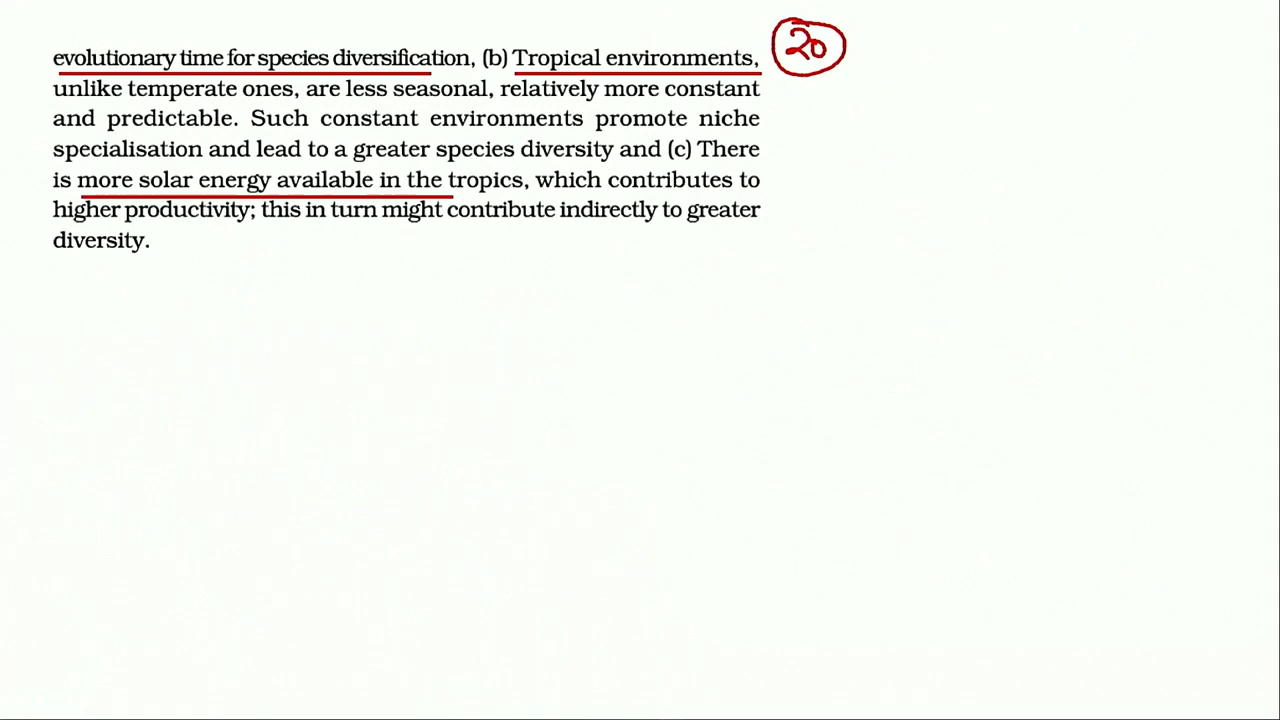 evolutionary time for species diversification, (b) Tropical environments,
20
unlike temperate ones, are less seasonal, relatively more constant
and predictable. Such constant environments promote niche
specialisation and lead to a greater species diversity and (c) There
is more solar energy available in the tropics, which contributes to
higher productivity; this in turn might contribute indirectly to greater
diversity.